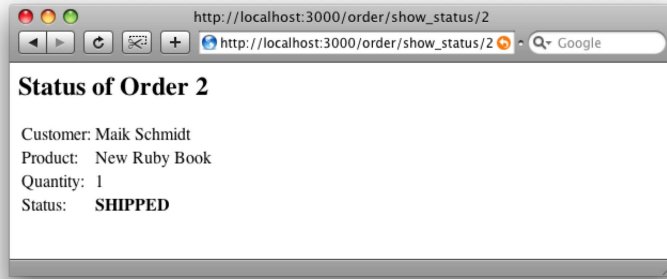 http://localhost:3000/order/show_status/2
http://localhost:3000/order/show_status/2 Google
Status of Order 2
Customer: Maik Schmidt
Product: New Ruby Book
Quantity: 1
Status: SHIPPED